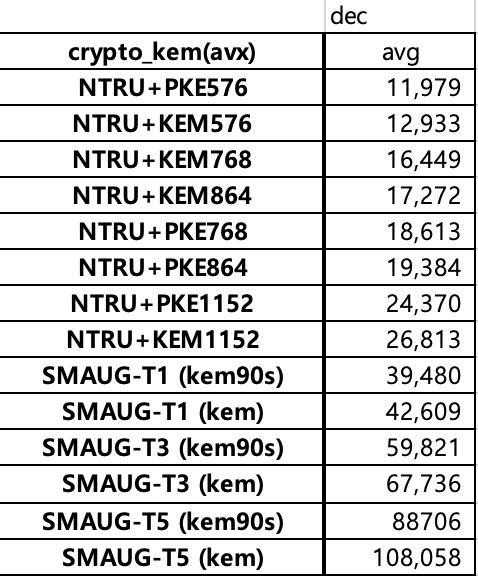 dec
crypto_kem(avx) avg
NTRU+PKE576 11,979
NTRU+KEM576 12,933
NTRU+KEM768 16,449
NTRU+KEM864 17,272
NTRU+PKE768 18,613
NTRU+PKE864 19,384
NTRU+PKE1152 24,370
NTRU+KEM1152 26,813
SMAUG-T1 (kem90s) 39,480
SMAUG-T1 (kem) 42,609
SMAUG-T3 (kem90s) 59,821
SMAUG-T3 (kem) 67,736
SMAUG-T5 (kem90s) 88706
SMAUG-T5 (kem) 108,058